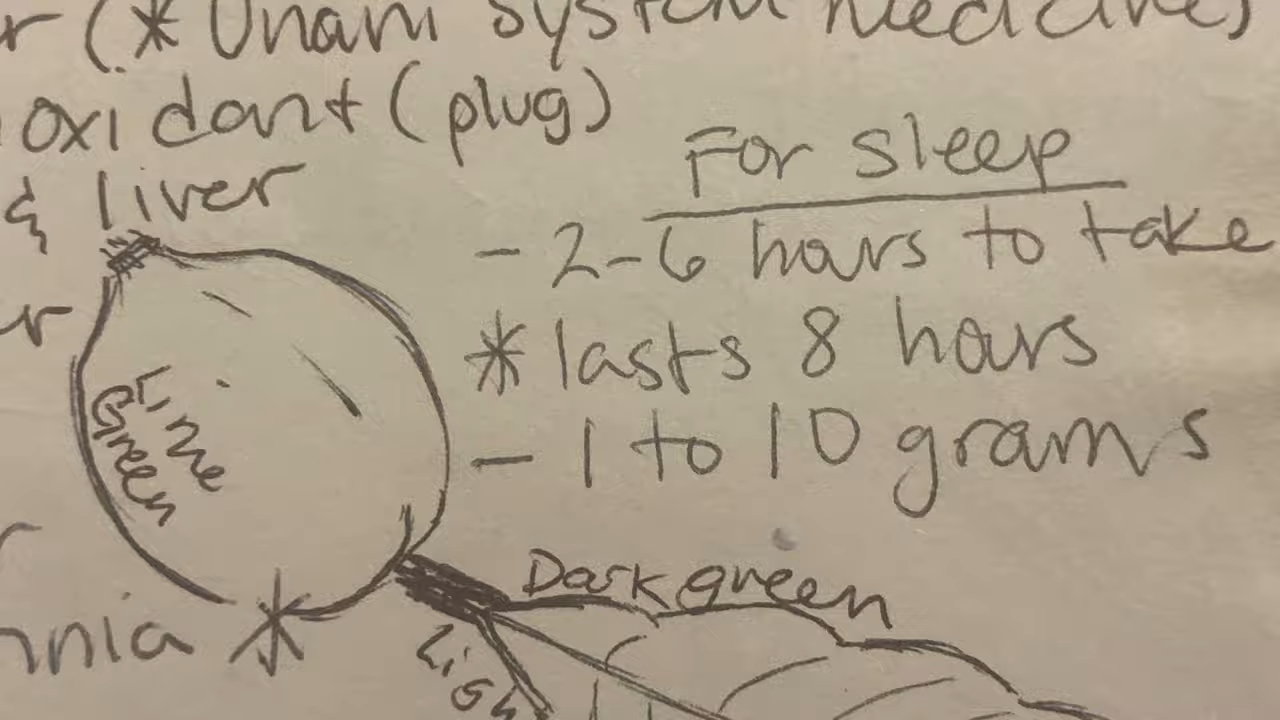 (* Unani system medicine)
oxidant (plug)
& liver
For sleep
- 2-6 hours to take
* lasts 8 hours
- 1 to 10 grams
Lime
Green
Dark green
*